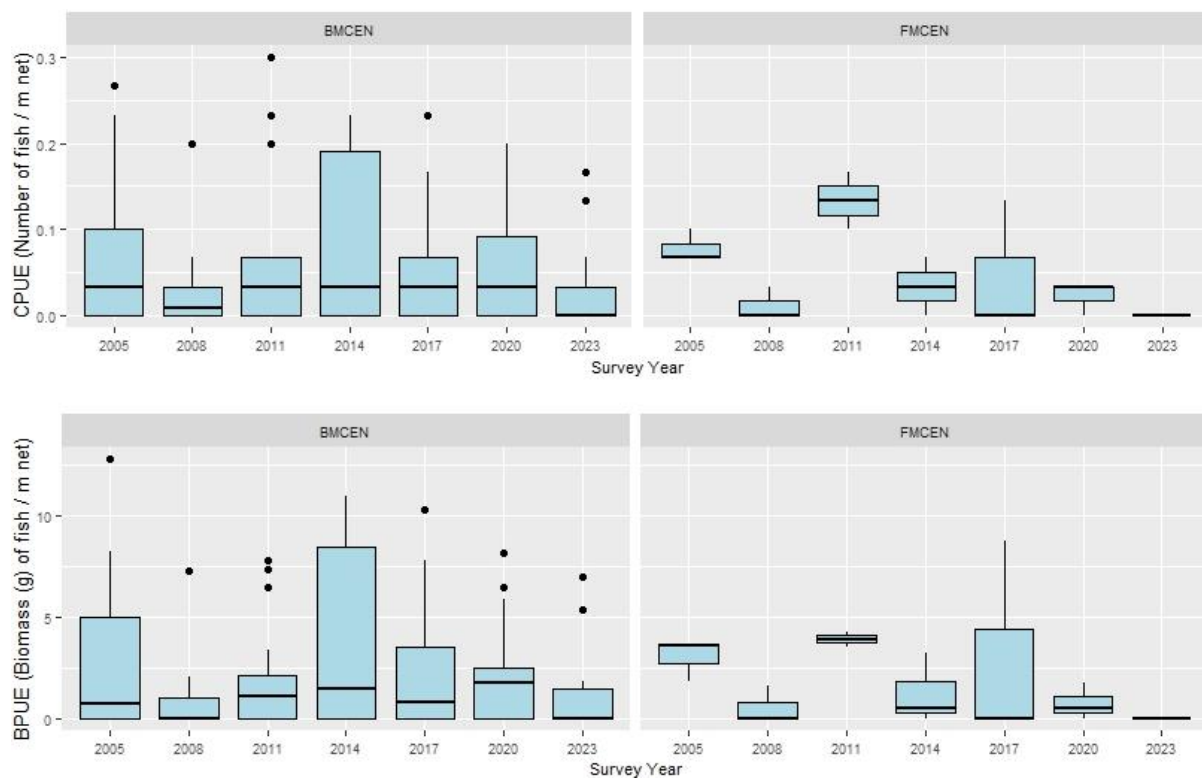 BMCEN FMCEN
CPUE (Number of fish / m net)
0.3
0.2
0.1
0.0
2005 2008 2011 2014 2017 2020 2023 2005 2008 2011 2014 2017 2020 2023
Survey Year
BMCEN FMCEN
BPUE (Biomass (g) of fish / m net)
10
5
0
2005 2008 2011 2014 2017 2020 2023 2005 2008 2011 2014 2017 2020 2023
Survey Year